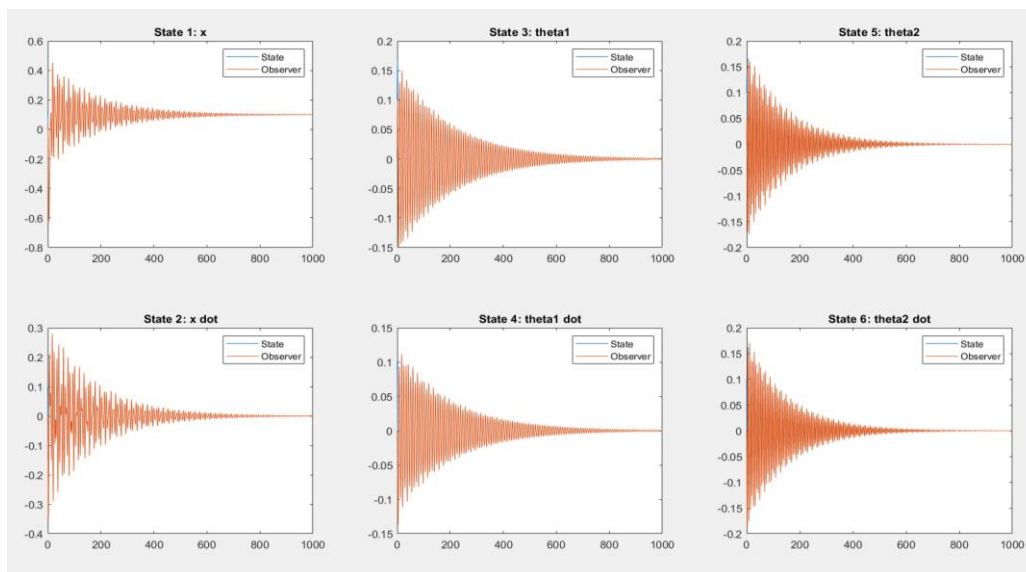 State 1: x
0.6
0.4
0.2
0
-0.2
-0.4
-0.6
-0.8
0 200 400 600 800 1000
State
Observer
State 3: theta1
0.2
0.15
0.1
0.05
0
-0.05
-0.1
-0.15
0 200 400 600 800 1000
State
Observer
State 5: theta2
0.2
0.15
0.1
0.05
0
-0.05
-0.1
-0.15
-0.2
0 200 400 600 800 1000
State
Observer
State 2: x dot
0.3
0.2
0.1
0
-0.1
-0.2
-0.3
-0.4
0 200 400 600 800 1000
State
Observer
State 4: theta1 dot
0.15
0.1
0.05
0
-0.05
-0.1
-0.15
0 200 400 600 800 1000
State
Observer
State 6: theta2 dot
0.2
0.15
0.1
0.05
0
-0.05
-0.1
-0.15
-0.2
0 200 400 600 800 1000
State
Observer